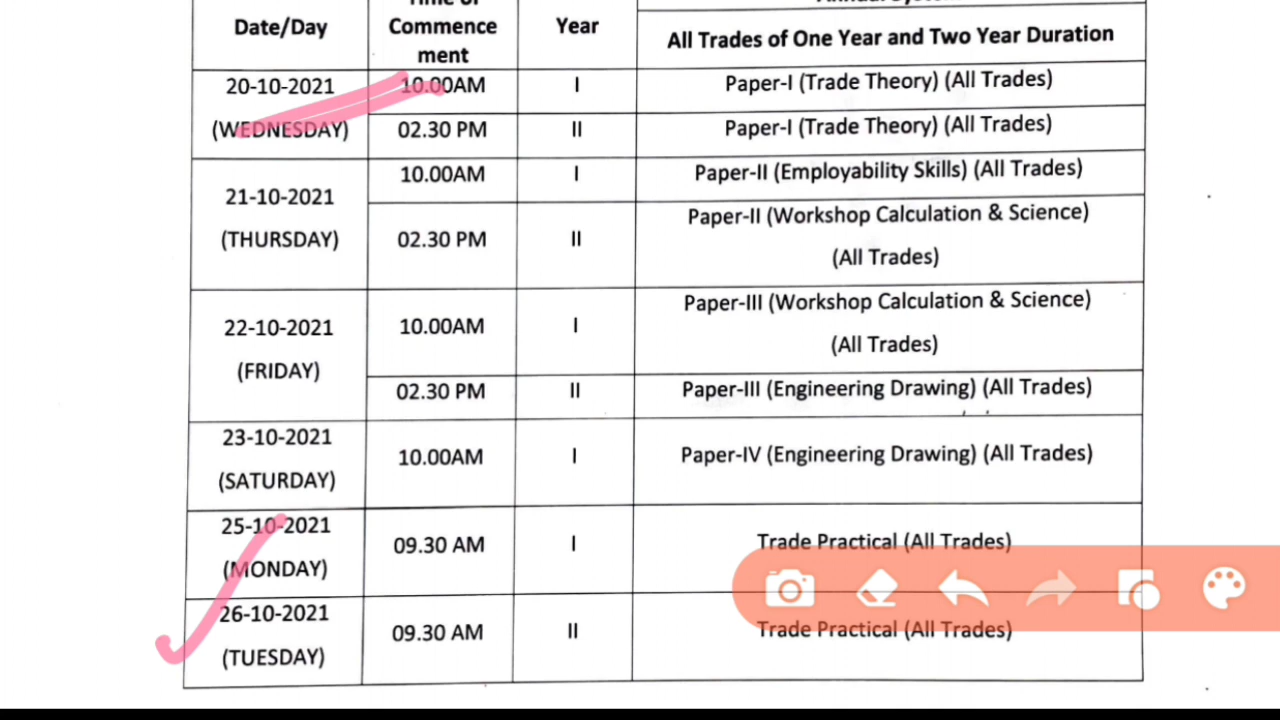 Date/Day
Commence
ment
Year
All Trades of One Year and Two Year Duration
20-10-2021
(WEDNESDAY)
10.00AM
I
Paper-I (Trade Theory) (All Trades)
02.30 PM
II
Paper-I (Trade Theory) (All Trades)
21-10-2021
(THURSDAY)
10.00AM
I
Paper-II (Employability Skills) (All Trades)
02.30 PM
II
Paper-II (Workshop Calculation & Science)
(All Trades)
22-10-2021
(FRIDAY)
10.00AM
I
Paper-III (Workshop Calculation & Science)
(All Trades)
02.30 PM
II
Paper-III (Engineering Drawing) (All Trades)
23-10-2021
(SATURDAY)
10.00AM
I
Paper-IV (Engineering Drawing) (All Trades)
25-10-2021
(MONDAY)
09.30 AM
I
Trade Practical (All Trades)
26-10-2021
(TUESDAY)
09.30 AM
II
Trade Practical (All Trades)